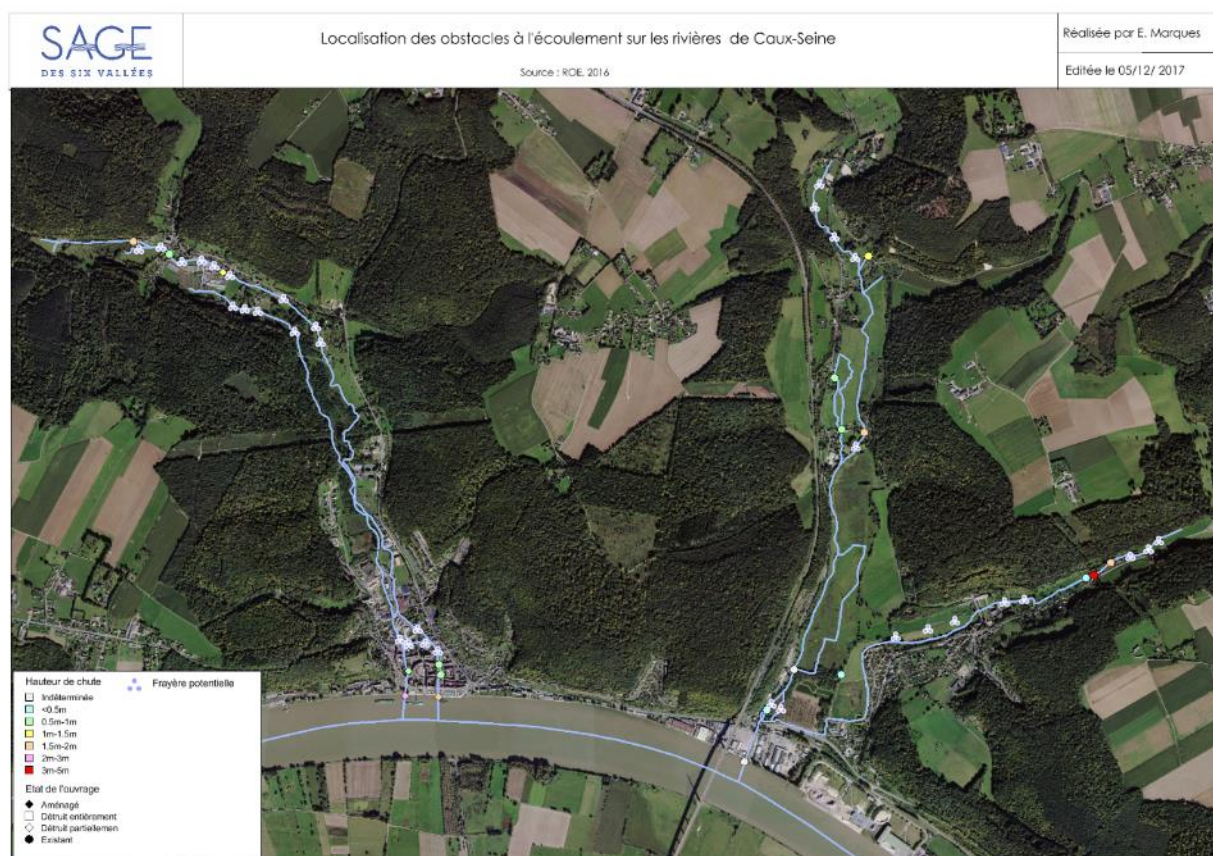 SAGE
DES SIX VALLÉES
Localisation des obstacles à l'écoulement sur les rivières de Caux-Seine
Source : ROE, 2016
Réalisée par E. Marques
Editée le 05/12/ 2017
Hauteur de chute
Frayère potentielle
Indéterminée
<0.5m
0.5m-1m
1m-1.5m
1.5m-2m
2m-3m
3m-5m
Etat de l'ouvrage
Aménagé
Détruit entièrement
Détruit partiellemen
Existant